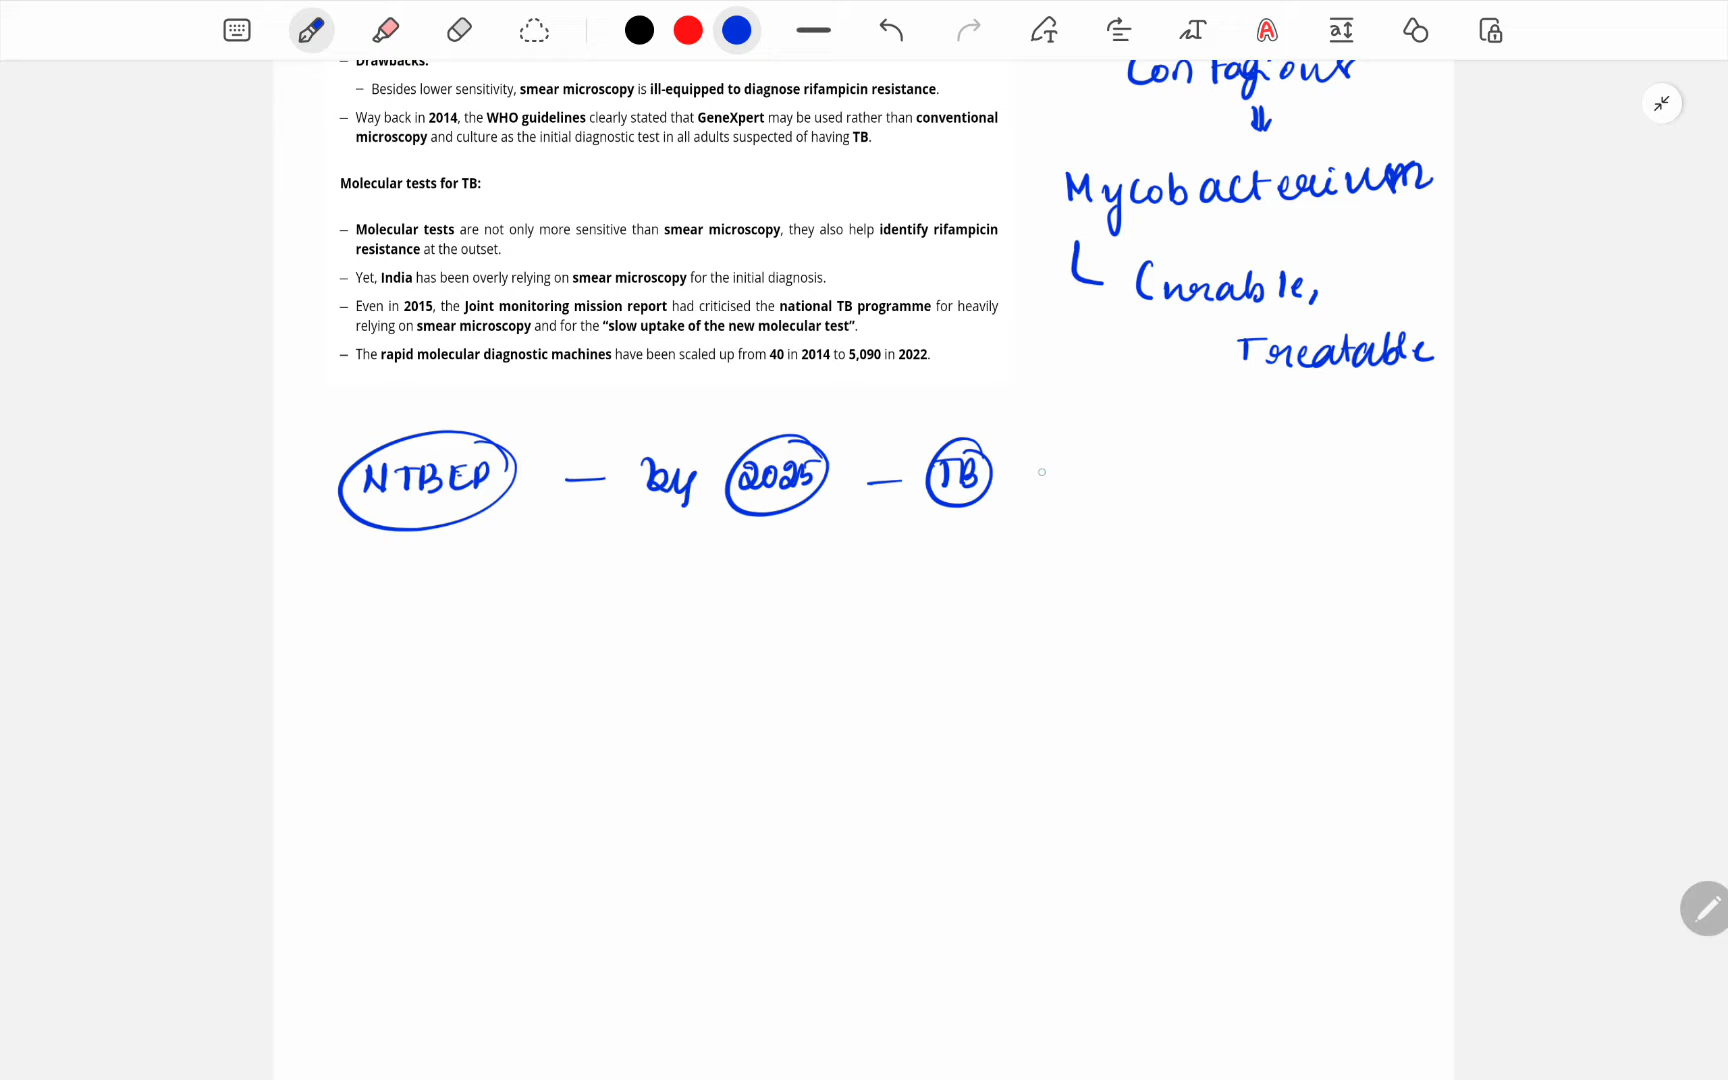 – Drawbacks:
– Besides lower sensitivity, smear microscopy is ill-equipped to diagnose rifampicin resistance.
– Way back in 2014, the WHO guidelines clearly stated that GeneXpert may be used rather than conventional
microscopy and culture as the initial diagnostic test in all adults suspected of having TB.
Molecular tests for TB:
– Molecular tests are not only more sensitive than smear microscopy, they also help identify rifampicin
resistance at the outset.
– Yet, India has been overly relying on smear microscopy for the initial diagnosis.
– Even in 2015, the Joint monitoring mission report had criticised the national TB programme for heavily
relying on smear microscopy and for the “slow uptake of the new molecular test”.
– The rapid molecular diagnostic machines have been scaled up from 40 in 2014 to 5,090 in 2022.
Contagious
Mycobacterium
Curable,
Treatable
NTBEP – by 2025 – TB